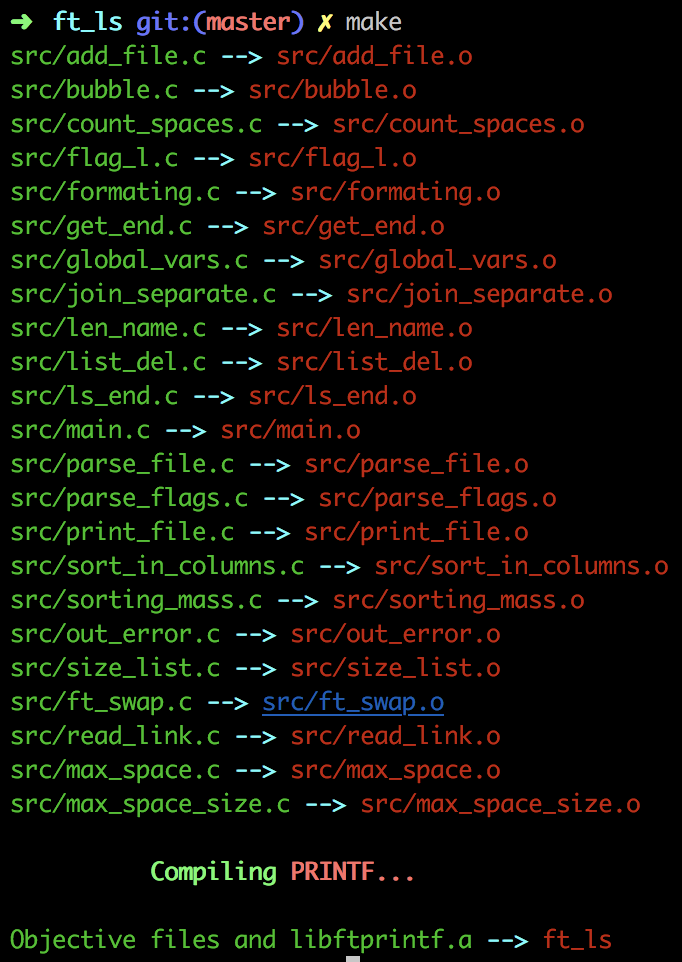 ➜ ft_ls git:(master) ✗ make
src/add_file.c --> src/add_file.o
src/bubble.c --> src/bubble.o
src/count_spaces.c --> src/count_spaces.o
src/flag_l.c --> src/flag_l.o
src/formating.c --> src/formating.o
src/get_end.c --> src/get_end.o
src/global_vars.c --> src/global_vars.o
src/join_separate.c --> src/join_separate.o
src/len_name.c --> src/len_name.o
src/list_del.c --> src/list_del.o
src/ls_end.c --> src/ls_end.o
src/main.c --> src/main.o
src/parse_file.c --> src/parse_file.o
src/parse_flags.c --> src/parse_flags.o
src/print_file.c --> src/print_file.o
src/sort_in_columns.c --> src/sort_in_columns.o
src/sorting_mass.c --> src/sorting_mass.o
src/out_error.c --> src/out_error.o
src/size_list.c --> src/size_list.o
src/ft_swap.c --> src/ft_swap.o
src/read_link.c --> src/read_link.o
src/max_space.c --> src/max_space.o
src/max_space_size.c --> src/max_space_size.o
Compiling PRINTF...
Objective files and libftprintf.a --> ft_ls